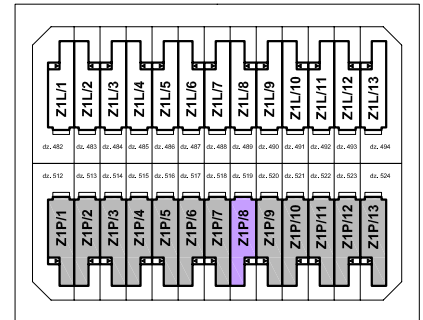 Z1L/1 Z1L/2 Z1L/3 Z1L/4 Z1L/5 Z1L/6 Z1L/7 Z1L/8 Z1L/9 Z1L/10 Z1L/11 Z1L/12 Z1L/13
dz. 482 dz. 483 dz. 484 dz. 485 dz. 486 dz. 487 dz. 488 dz. 489 dz. 490 dz. 491 dz. 492 dz. 493 dz. 494
dz. 512 dz. 513 dz. 514 dz. 515 dz. 516 dz. 517 dz. 518 dz. 519 dz. 520 dz. 521 dz. 522 dz. 523 dz. 524
Z1P/1 Z1P/2 Z1P/3 Z1P/4 Z1P/5 Z1P/6 Z1P/7 Z1P/8 Z1P/9 Z1P/10 Z1P/11 Z1P/12 Z1P/13